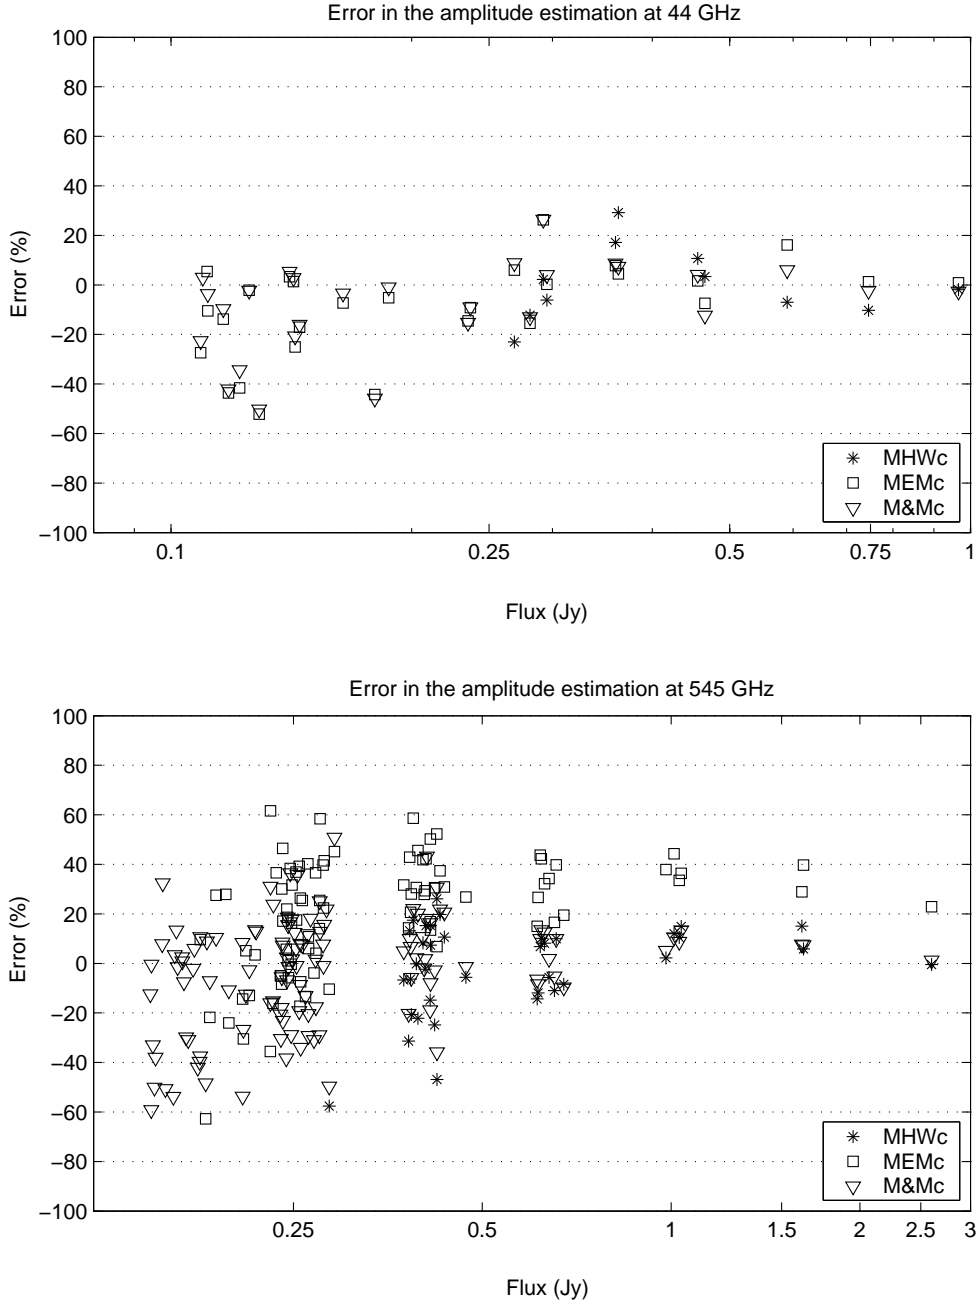 Error in the amplitude estimation at 44 GHz
100
80
60
40
20
0
−20
−40
−60
−80
−100
Error (%)
MHWc
MEMc
M&Mc
0.1 0.25 0.5 0.75 1
Flux (Jy)
Error in the amplitude estimation at 545 GHz
100
80
60
40
20
0
−20
−40
−60
−80
−100
Error (%)
MHWc
MEMc
M&Mc
0.25 0.5 1 1.5 2 2.5 3
Flux (Jy)